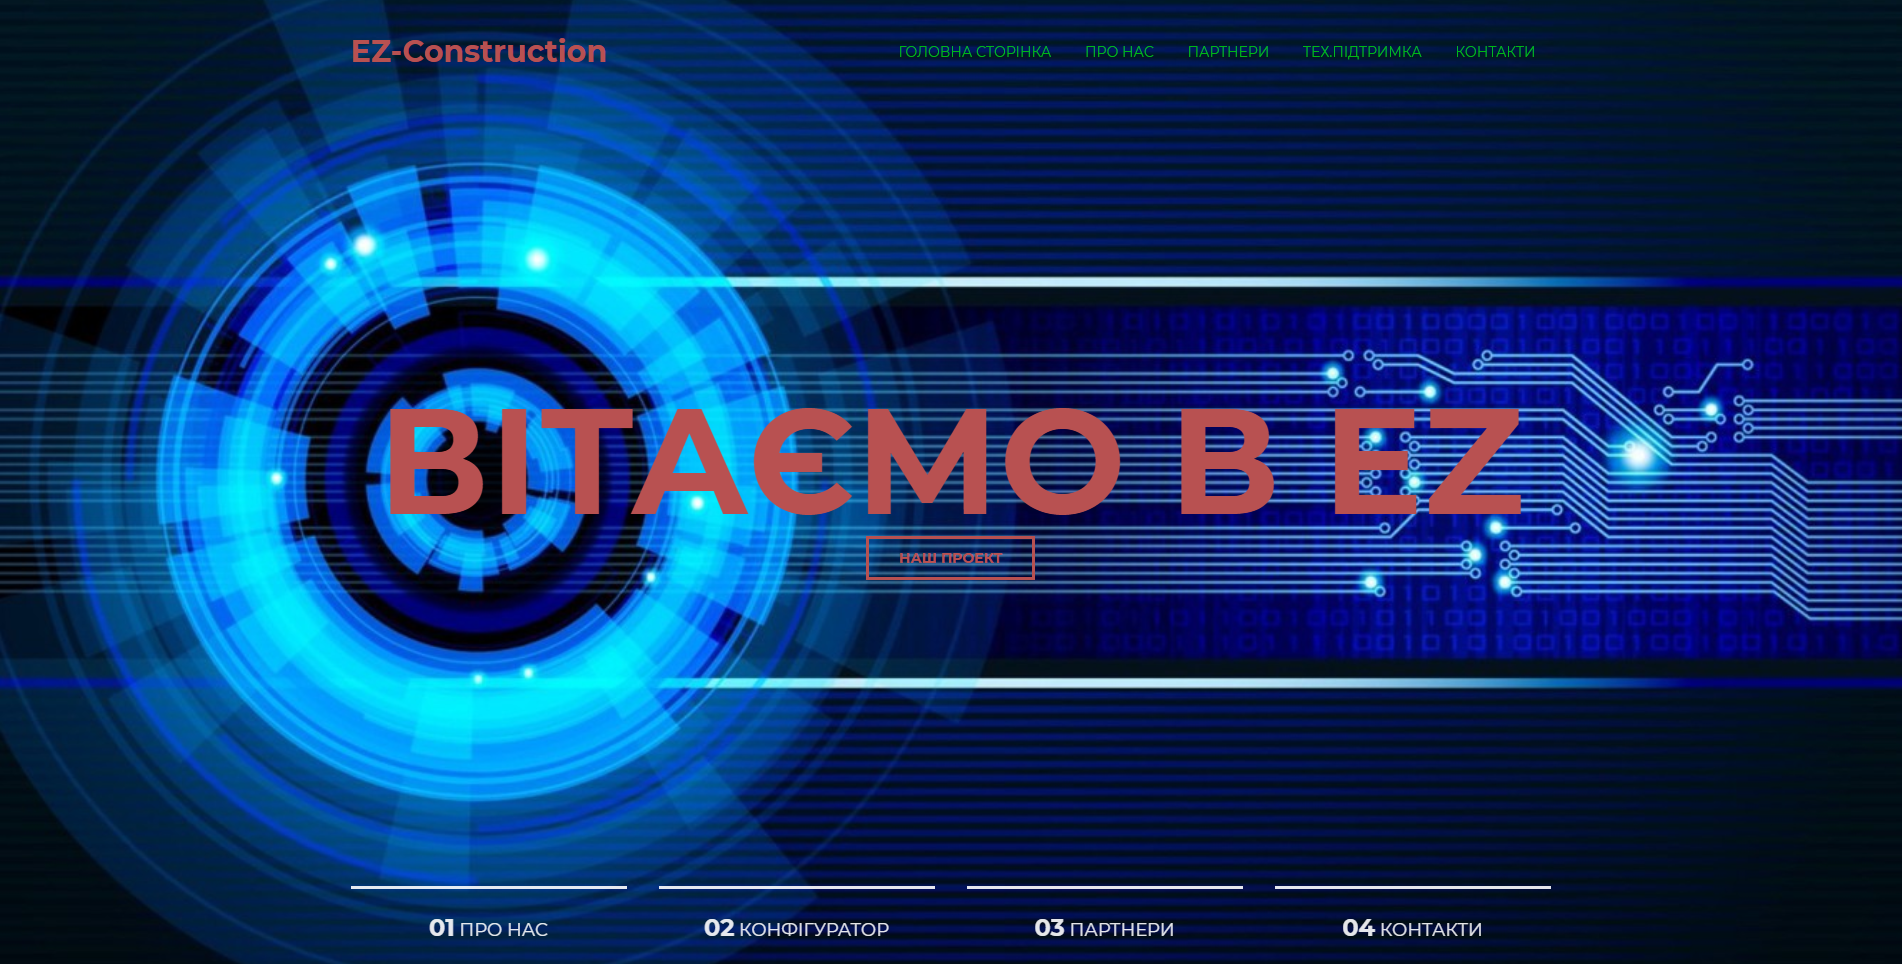 EZ-Construction
ГОЛОВНА СТОРІНКА ПРО НАС ПАРТНЕРИ ТЕХ.ПІДТРИМКА КОНТАКТИ
ВІТАЄМО В EZ
НАШ ПРОЕКТ
01 ПРО НАС 02 КОНФІГУРАТОР 03 ПАРТНЕРИ 04 КОНТАКТИ